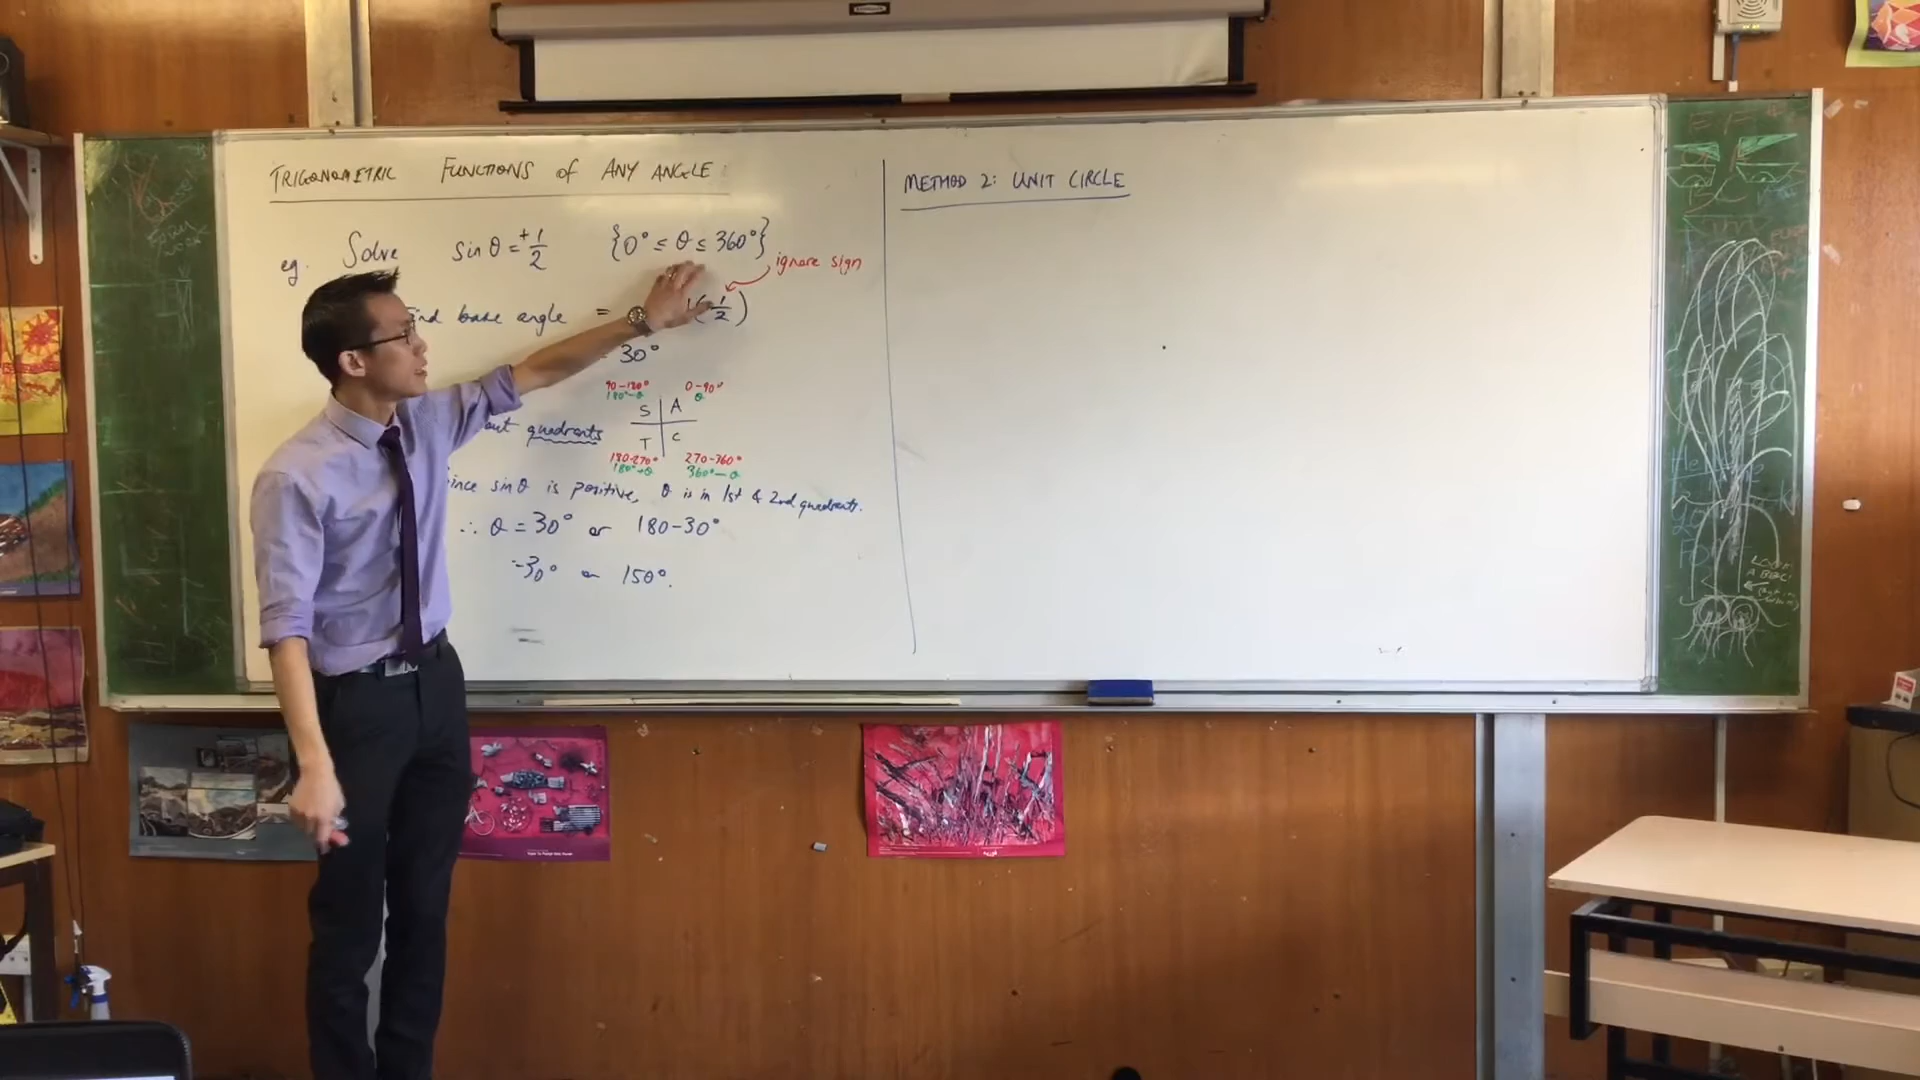 TRIGONOMETRIC FUNCTIONS of ANY ANGLE:
eg. Solve sin θ = +1/2 {0° ≤ θ ≤ 360°}
ignore sign
base angle = (1/2)
30°
90-180° 0-90°
180°-θ θ
S A
quadrants
T C
180-270° 270-360°
180°+θ 360°-θ
sin θ is positive, θ is in 1st & 2nd quadrants.
∴ θ = 30° or 180-30°
=30° or 150°.
METHOD 2: UNIT CIRCLE